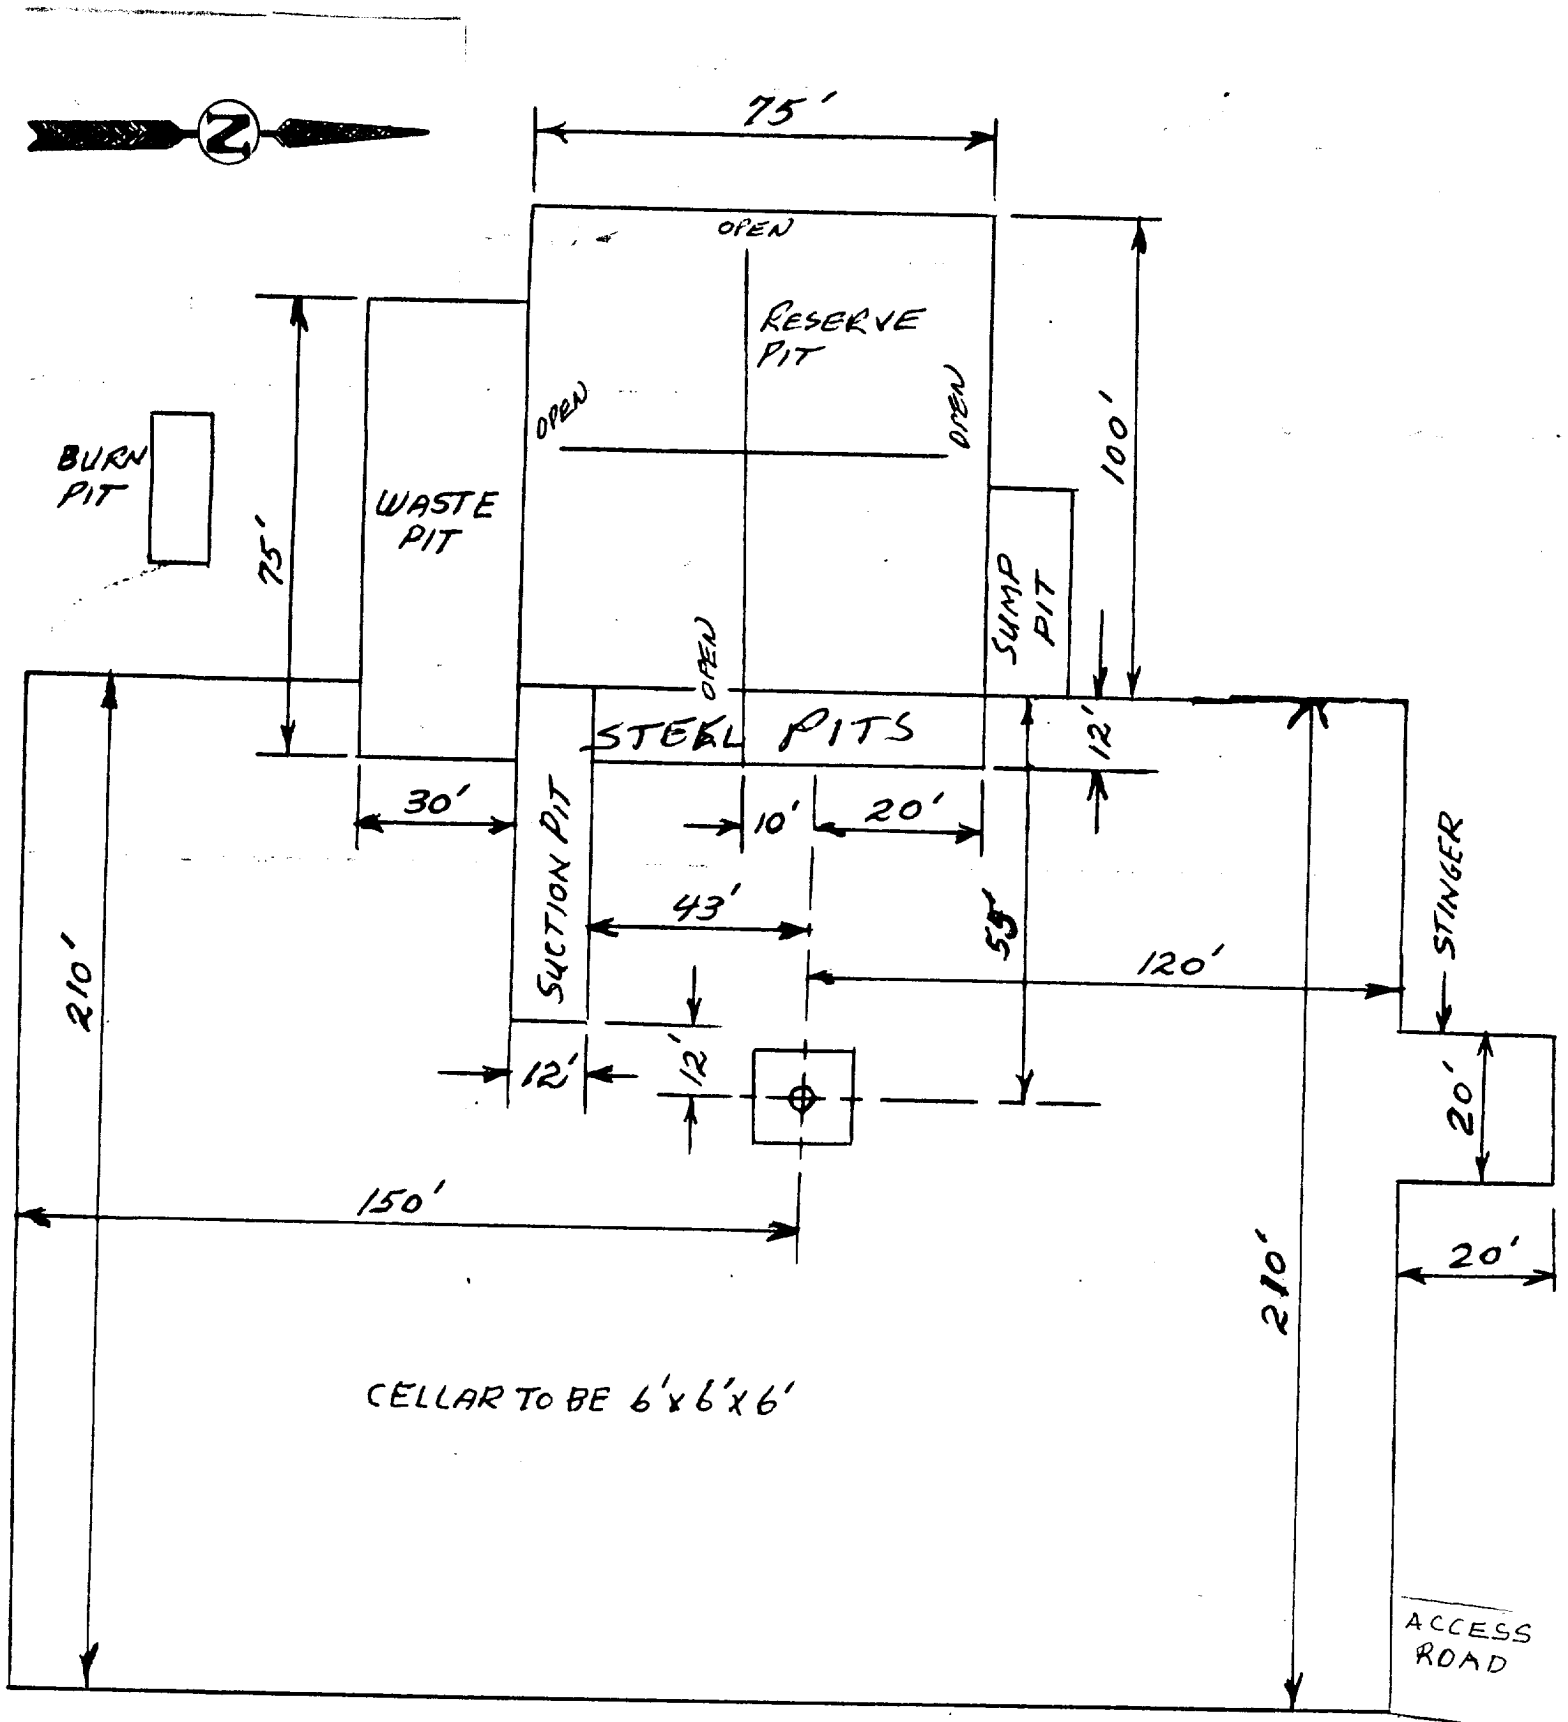 75'
N
OPEN
RESERVE
PIT
OPEN
OPEN
100'
BURN
PIT
WASTE
PIT
75'
SUMP
PIT
OPEN
STEEL PITS
12'
30'
SUCTION PIT
10'
20'
43'
55'
STINGER
210'
120'
12'
12'
20'
150'
210'
20'
CELLAR TO BE 6'x6'x6'
ACCESS
ROAD